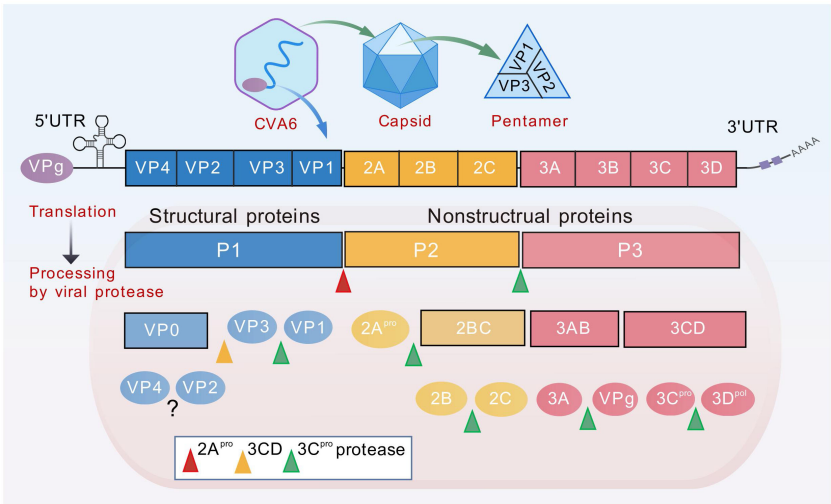 VP1
VP2
VP3
CVA6
Capsid
Pentamer
5'UTR
3'UTR
VPg
VP4 VP2 VP3 VP1 2A 2B 2C 3A 3B 3C 3D
AAAA
Translation
Structural proteins
Nonstructrual proteins
P1 P2 P3
Processing
by viral protease
VP0 VP3 VP1 2Apro 2BC 3AB 3CD
VP4 VP2
?
2B 2C 3A VPg 3Cpro 3Dpol
2Apro 3CD 3Cpro protease